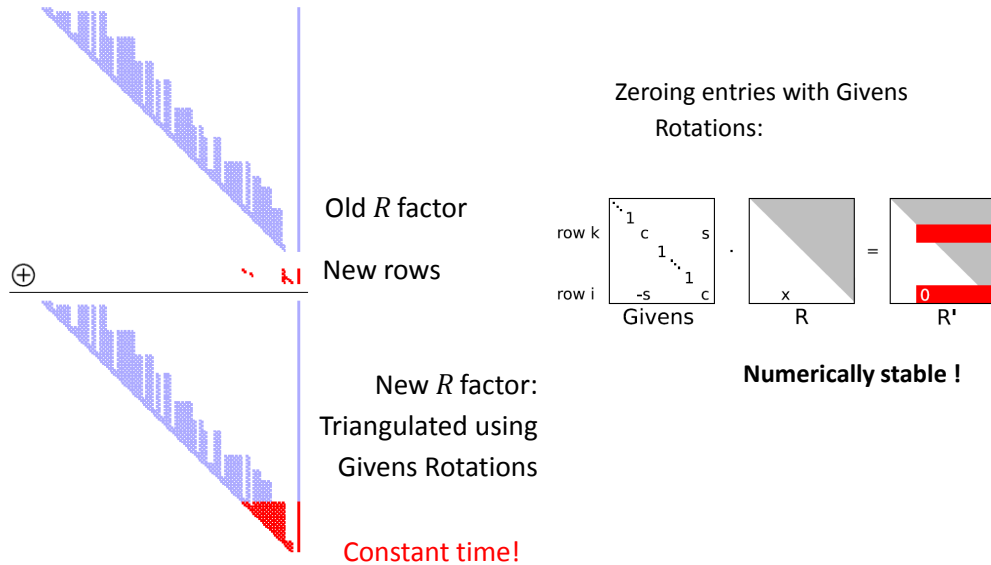 Old R factor
New rows
⊕
New R factor:
Triangulated using
Givens Rotations
Constant time!
Zeroing entries with Givens
Rotations:
row k
row i
⋱
1
c s
1
⋱
1
-s c
Givens
·
x
R
=
0
R'
Numerically stable !